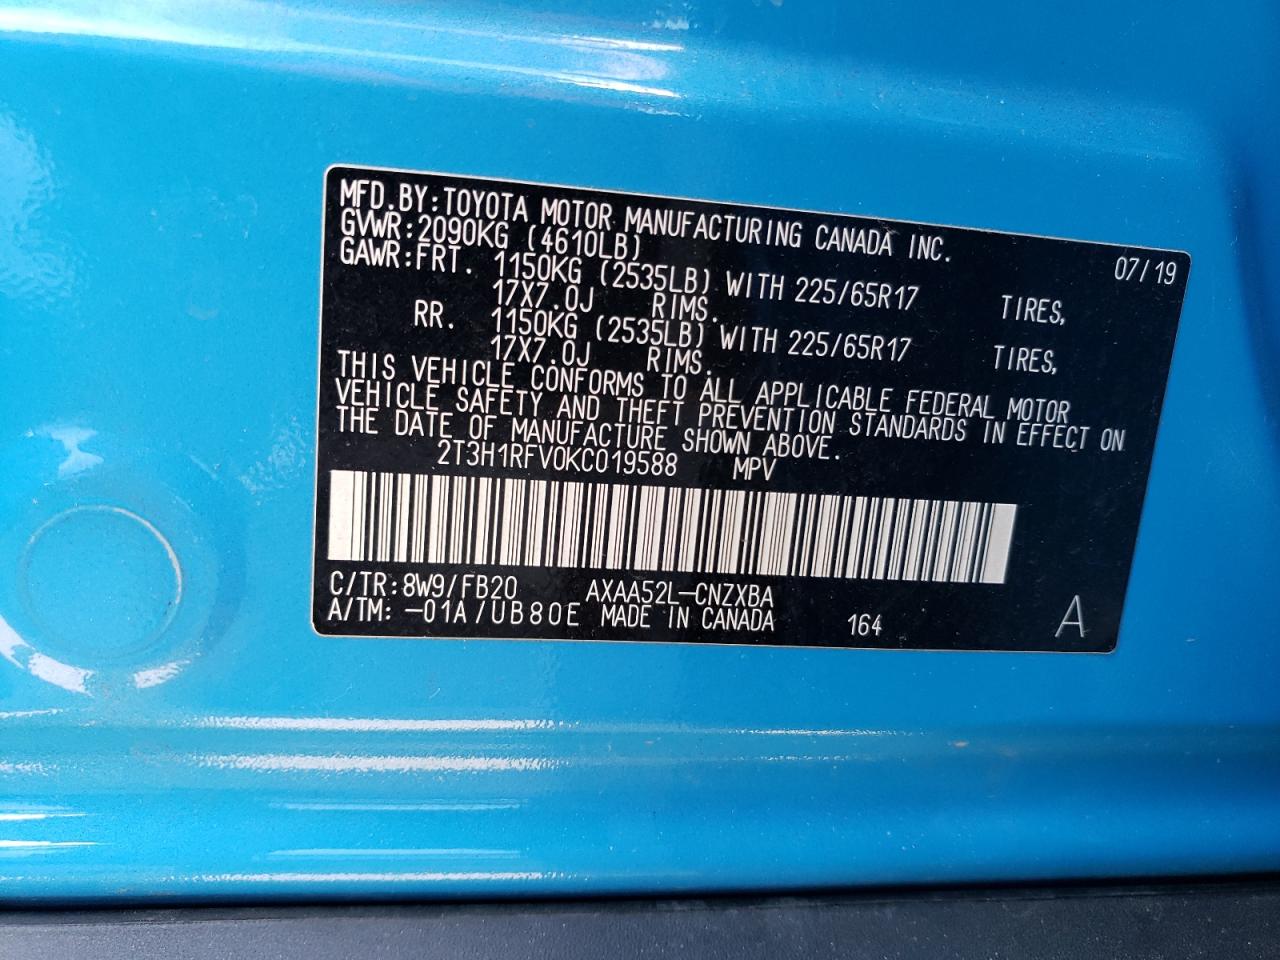 MFD.BY:TOYOTA MOTOR MANUFACTURING CANADA INC. 07/19
GVWR:2090KG (4610LB)
GAWR:FRT. 1150KG (2535LB) WITH 225/65R17 TIRES,
17X7.0J RIMS.
RR. 1150KG (2535LB) WITH 225/65R17 TIRES,
17X7.0J RIMS.
THIS VEHICLE CONFORMS TO ALL APPLICABLE FEDERAL MOTOR
VEHICLE SAFETY AND THEFT PREVENTION STANDARDS IN EFFECT ON
THE DATE OF MANUFACTURE SHOWN ABOVE.
2T3H1RFV0KC019588 MPV
C/TR:8W9/FB20 AXAA52L-CNZXBA
A/TM:-01A/UB80E MADE IN CANADA 164 A